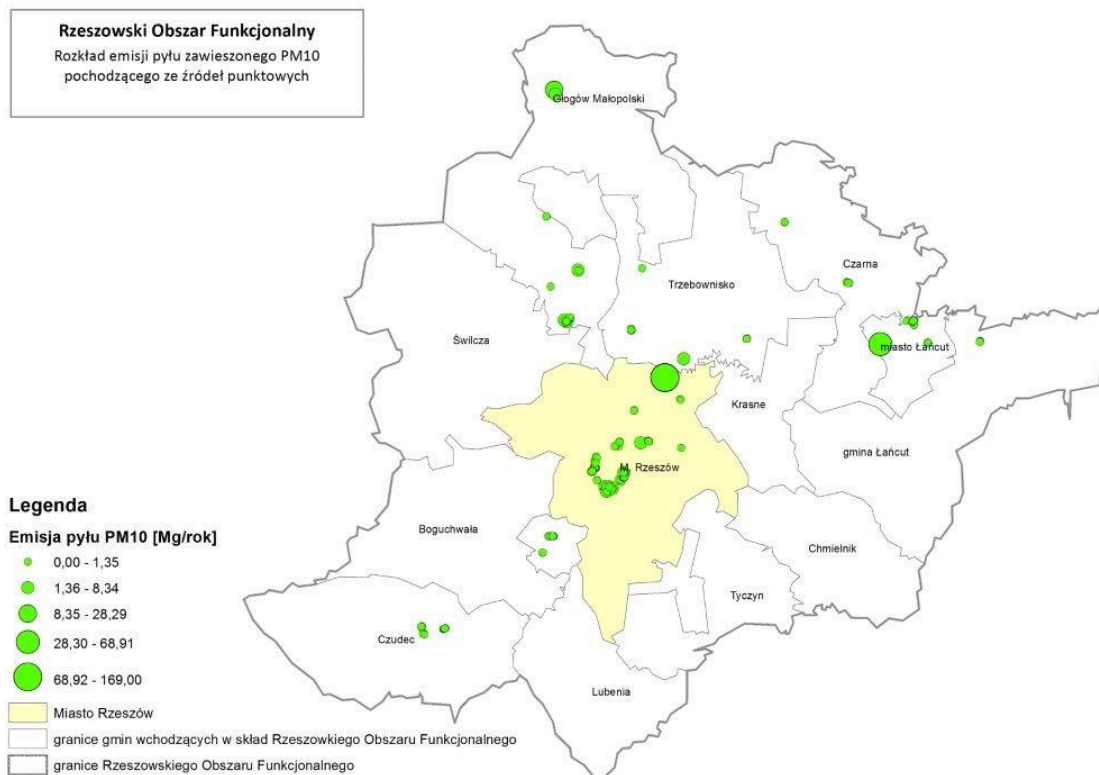 Rzeszowski Obszar Funkcjonalny
Rozkład emisji pyłu zawieszonego PM10
pochodzącego ze źródeł punktowych
Głogów Małopolski
Czarna
Trzebownisko
Świlcza
miasto Łańcut
Krasne
gmina Łańcut
M. Rzeszów
Boguchwała
Chmielnik
Tyczyn
Czudec
Lubenia
Legenda
Emisja pyłu PM10 [Mg/rok]
0,00 - 1,35
1,36 - 8,34
8,35 - 28,29
28,30 - 68,91
68,92 - 169,00
Miasto Rzeszów
granice gmin wchodzących w skład Rzeszowkiego Obszaru Funkcjonalnego
granice Rzeszowskiego Obszaru Funkcjonalnego